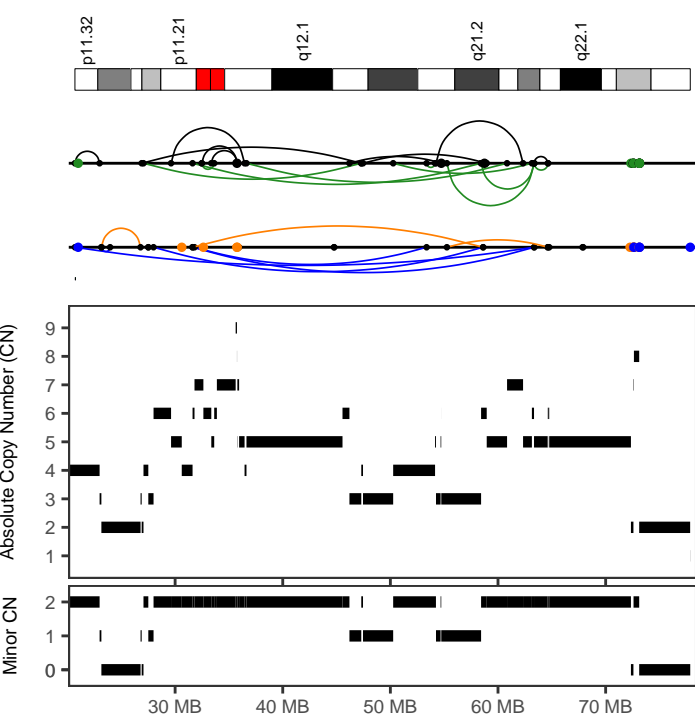 p11.32
p11.21
q12.1
q21.2
q22.1
Absolute Copy Number (CN)
9
8
7
6
5
4
3
2
1
Minor CN
2
1
0
30 MB
40 MB
50 MB
60 MB
70 MB